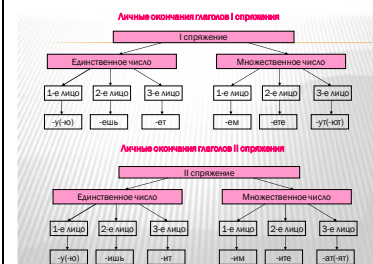 Личные окончания глаголов I спряжения
I спряжение
Единственное число Множественное число
1-е лицо 2-е лицо 3-е лицо 1-е лицо 2-е лицо 3-е лицо
-у(-ю) -ешь -ет -ем -ете -ут(-ют)
Личные окончания глаголов II спряжения
II спряжение
Единственное число Множественное число
1-е лицо 2-е лицо 3-е лицо 1-е лицо 2-е лицо 3-е лицо
-у(-ю) -ишь -ит -им -ите -ат(-ят)